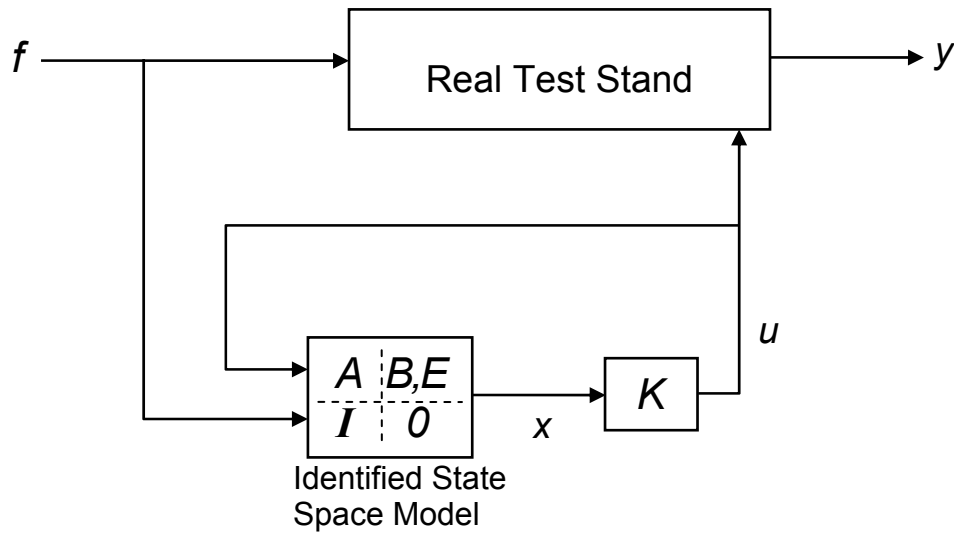 f
Real Test Stand
y
u
A B,E
I 0
x
K
Identified State
Space Model